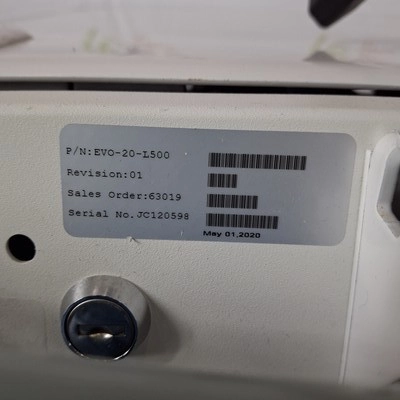 P/N:EVO-20-L500
Revision:01
Sales Order:63019
Serial No.JC120598
May 01,2020